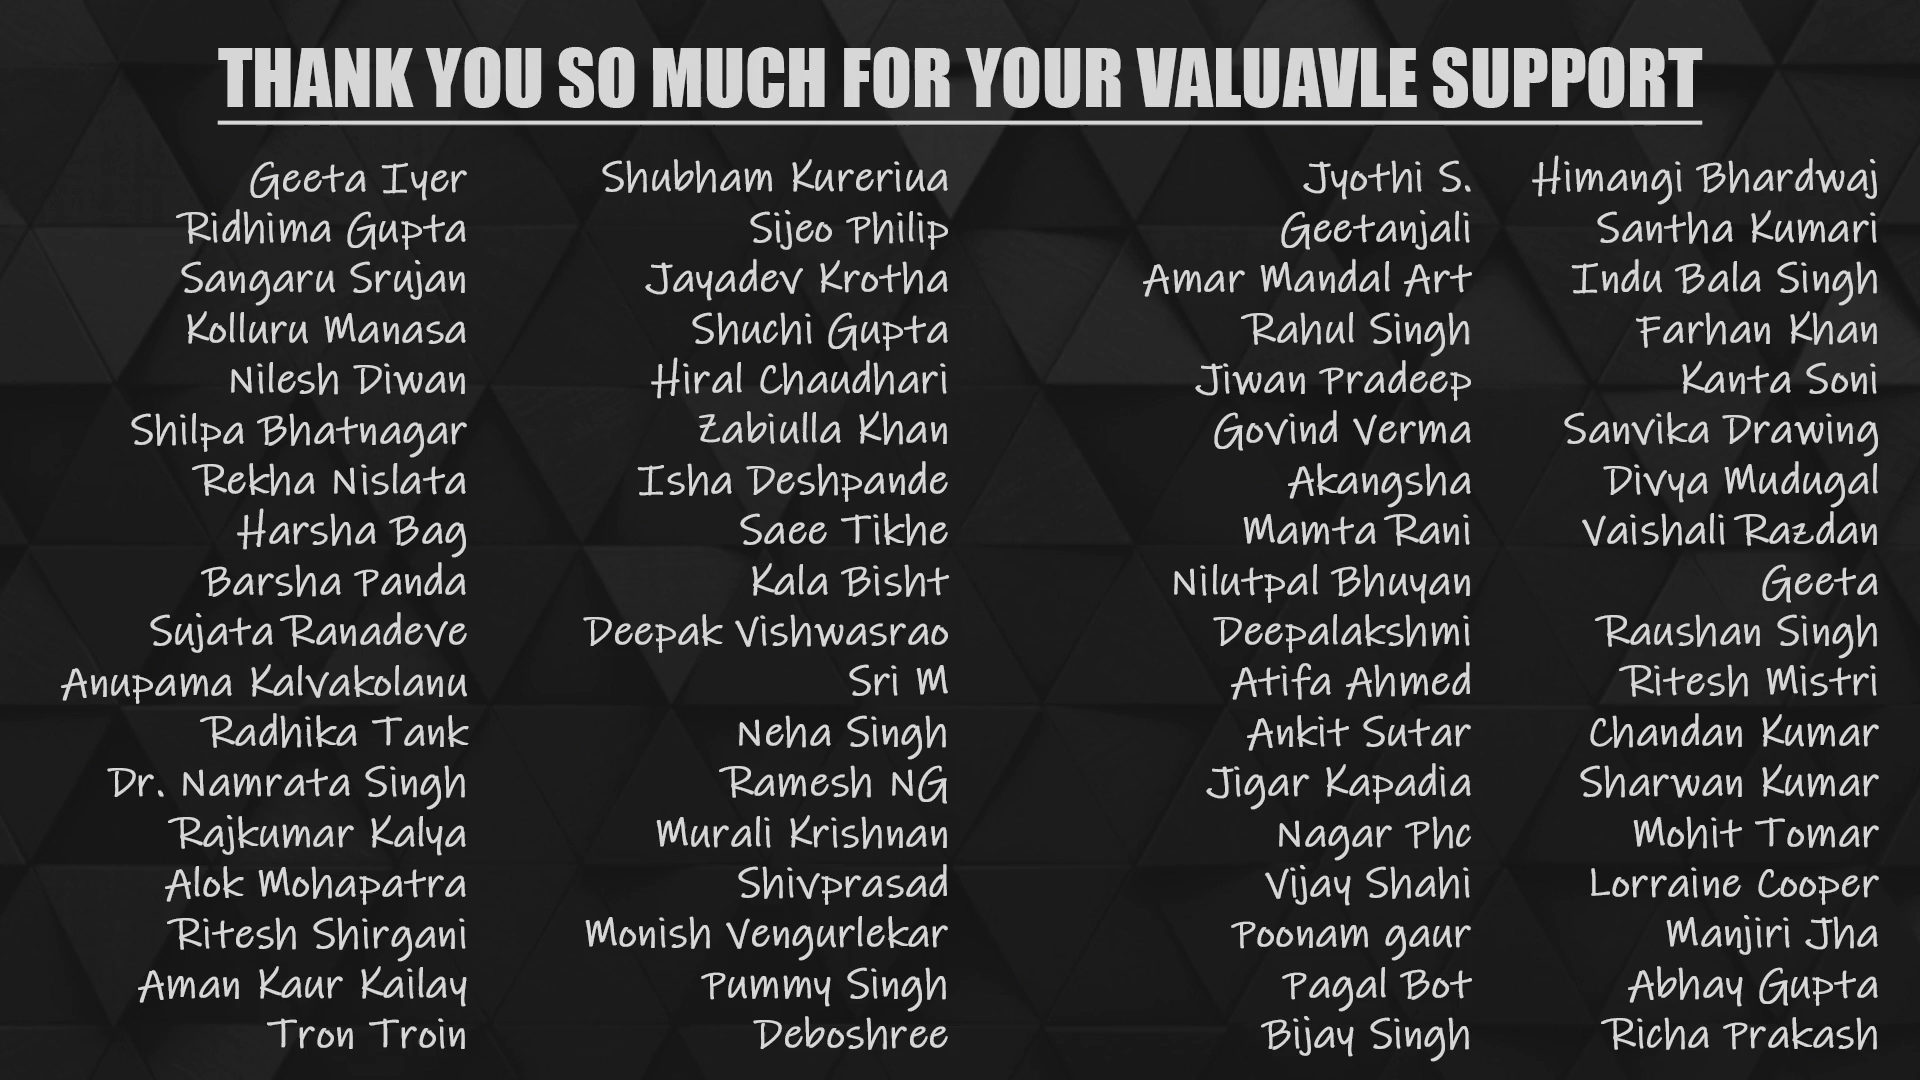 THANK YOU SO MUCH FOR YOUR VALUAVLE SUPPORT
Geeta Iyer
Ridhima Gupta
Sangaru Srujan
Kolluru Manasa
Nilesh Diwan
Shilpa Bhatnagar
Rekha Nislata
Harsha Bag
Barsha Panda
Sujata Ranadeve
Anupama Kalvakolanu
Radhika Tank
Dr. Namrata Singh
Rajkumar Kalya
Alok Mohapatra
Ritesh Shirgani
Aman Kaur Kailay
Tron Troin
Shubham Kureriua
Sijeo Philip
Jayadev Krotha
Shuchi Gupta
Hiral Chaudhari
Zabiulla Khan
Isha Deshpande
Saee Tikhe
Kala Bisht
Deepak Vishwasrao
Sri M
Neha Singh
Ramesh NG
Murali Krishnan
Shivprasad
Monish Vengurlekar
Pummy Singh
Deboshree
Jyothi S.
Geetanjali
Amar Mandal Art
Rahul Singh
Jiwan Pradeep
Govind Verma
Akangsha
Mamta Rani
Nilutpal Bhuyan
Deepalakshmi
Atifa Ahmed
Ankit Sutar
Jigar Kapadia
Nagar Phc
Vijay Shahi
Poonam gaur
Pagal Bot
Bijay Singh
Himangi Bhardwaj
Santha Kumari
Indu Bala Singh
Farhan Khan
Kanta Soni
Sanvika Drawing
Divya Mudugal
Vaishali Razdan
Geeta
Raushan Singh
Ritesh Mistri
Chandan Kumar
Sharwan Kumar
Mohit Tomar
Lorraine Cooper
Manjiri Jha
Abhay Gupta
Richa Prakash